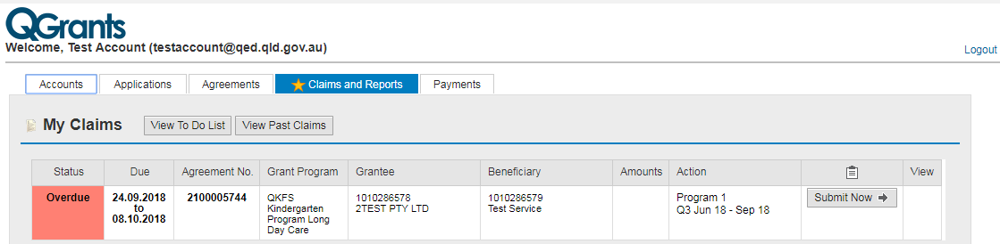 QGrants
Welcome, Test Account (testaccount@qed.qld.gov.au)
Logout
Accounts Applications Agreements Claims and Reports Payments
My Claims View To Do List View Past Claims
Status Due Agreement No. Grant Program Grantee Beneficiary Amounts Action View
Overdue
24.09.2018
to
08.10.2018
2100005744
QKFS
Kindergarten
Program Long
Day Care
1010286578
2TEST PTY LTD
1010286579
Test Service
Program 1
Q3 Jun 18 - Sep 18
Submit Now